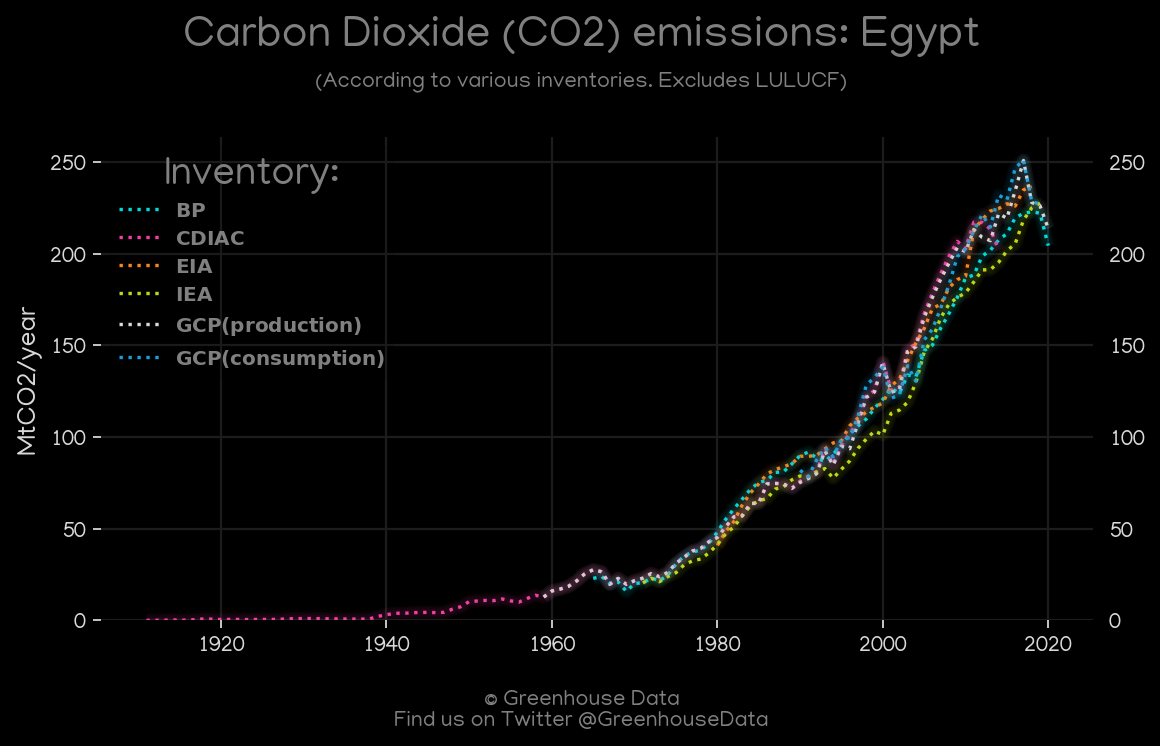 Carbon Dioxide (CO2) emissions: Egypt
(According to various inventories. Excludes LULUCF)
Inventory:
BP
CDIAC
EIA
IEA
GCP(production)
GCP(consumption)
MtCO2/year
250
200
150
100
50
0
250
200
150
100
50
0
1920 1940 1960 1980 2000 2020
© Greenhouse Data
Find us on Twitter @GreenhouseData